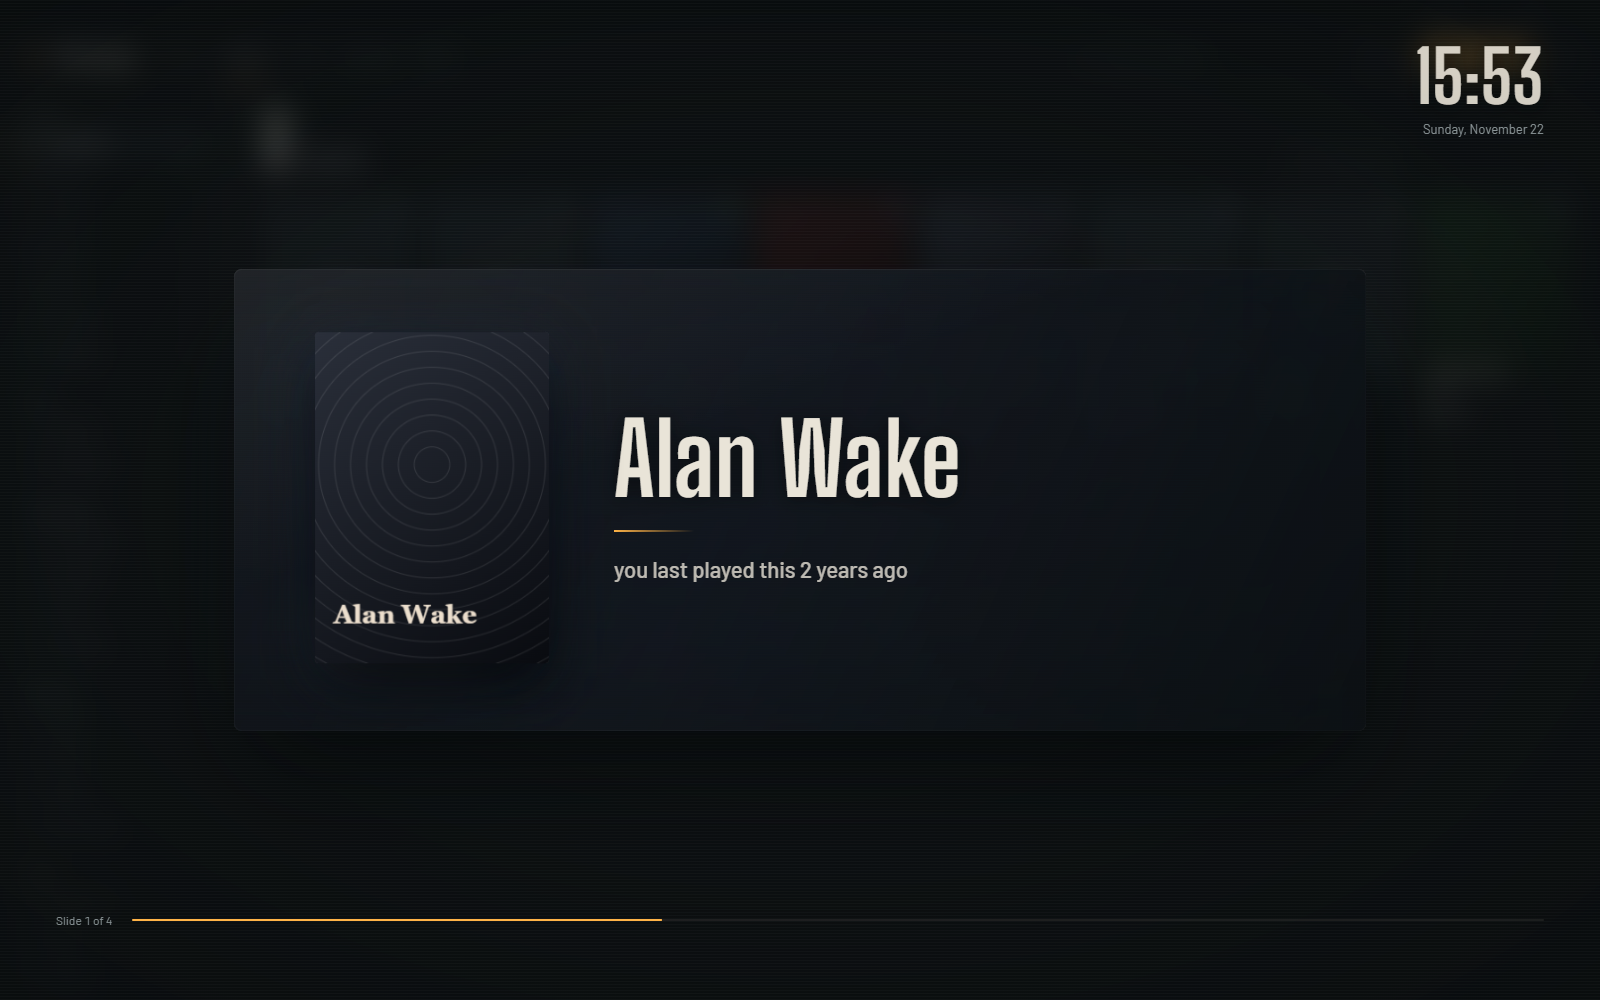 15:53
Sunday, November 22
Alan Wake
Alan Wake
you last played this 2 years ago
Slide 1 of 4